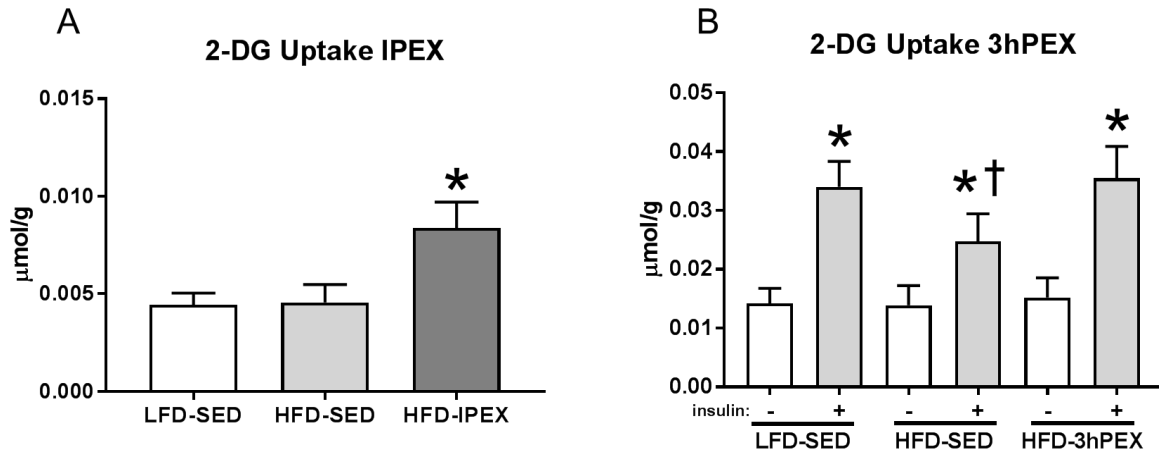 A
2-DG Uptake IPEX
0.015
0.010
0.005
0.000
μmol/g
*
LFD-SED HFD-SED HFD-IPEX
B
2-DG Uptake 3hPEX
0.05
0.04
0.03
0.02
0.01
0.00
μmol/g
* *† *
insulin: - + - + - +
LFD-SED HFD-SED HFD-3hPEX